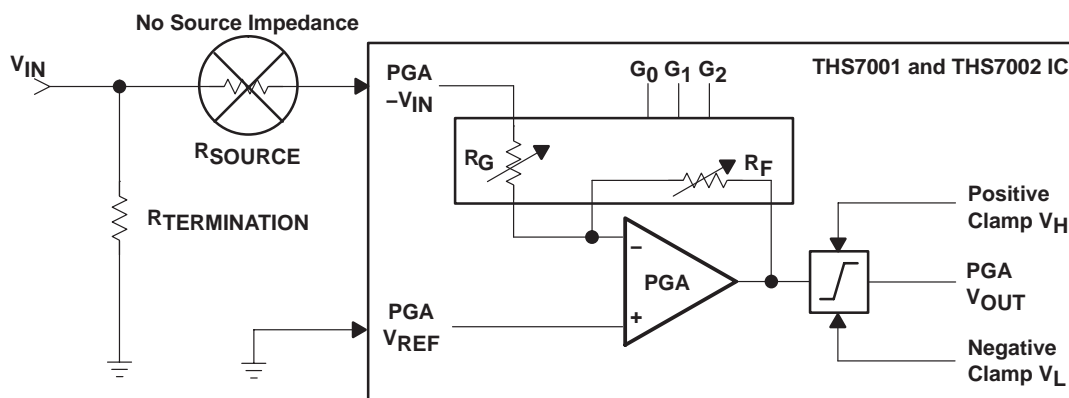 No Source Impedance
VIN
RSOURCE
RTERMINATION
THS7001 and THS7002 IC
PGA
–VIN
G0 G1 G2
RG
RF
–
PGA
+
PGA
VREF
Positive
Clamp VH
PGA
VOUT
Negative
Clamp VL